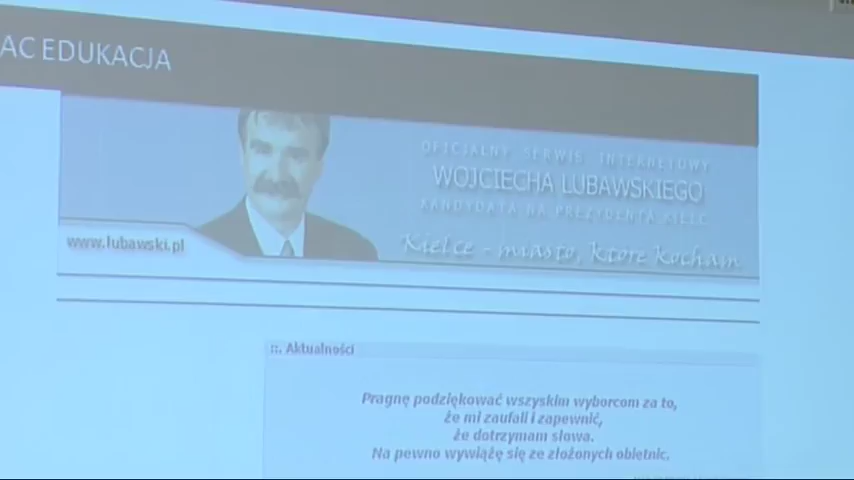 AC EDUKACJA
OFICJALNY SERWIS INTERNETOWY
WOJCIECHA LUBAWSKIEGO
KANDYDATA NA PREZYDENTA KIELC
Kielce - miasto, które kocham
www.lubawski.pl
::. Aktualności
Pragnę podziękować wszyskim wyborcom za to,
że mi zaufali i zapewnić,
że dotrzymam słowa.
Na pewno wywiążę się ze złożonych obietnic.